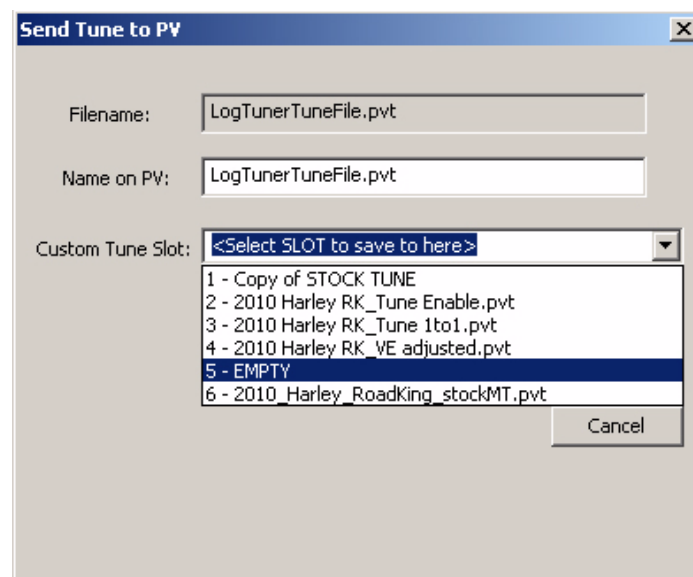 Send Tune to PV
Filename: LogTunerTuneFile.pvt
Name on PV: LogTunerTuneFile.pvt
Custom Tune Slot: <Select SLOT to save to here>
1 - Copy of STOCK TUNE
2 - 2010 Harley RK_Tune Enable.pvt
3 - 2010 Harley RK_Tune 1to1.pvt
4 - 2010 Harley RK_VE adjusted.pvt
5 - EMPTY
6 - 2010_Harley_RoadKing_stockMT.pvt
Cancel